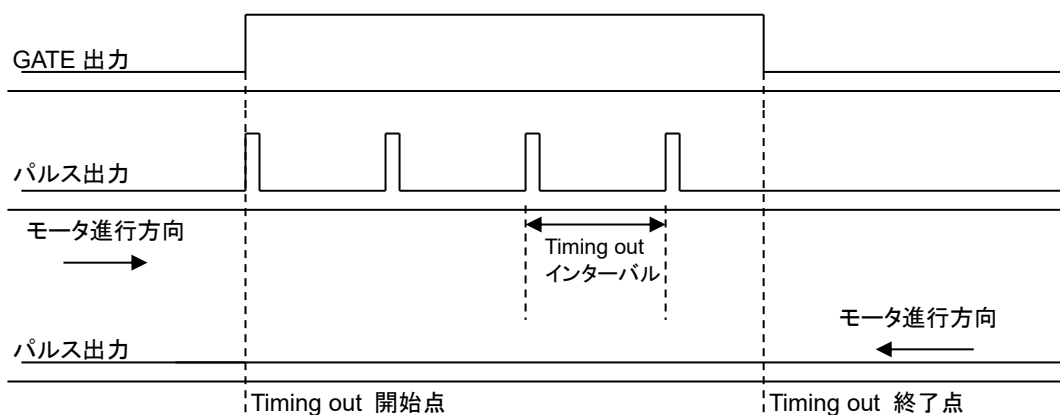 GATE 出力
パルス出力
モータ進行方向
Timing out
インターバル
モータ進行方向
パルス出力
Timing out 開始点
Timing out 終了点